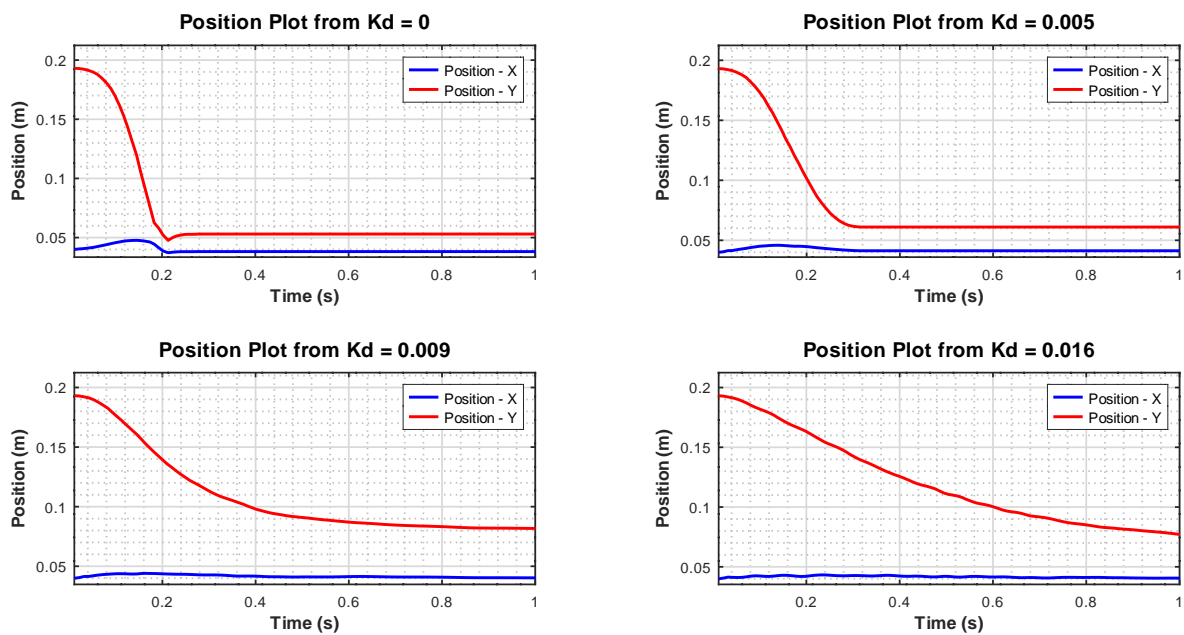 Position Plot from Kd = 0
0.2
0.15
0.1
0.05
Position (m)
Position - X
Position - Y
0.2 0.4 0.6 0.8 1
Time (s)
Position Plot from Kd = 0.005
0.2
0.15
0.1
0.05
Position (m)
Position - X
Position - Y
0.2 0.4 0.6 0.8 1
Time (s)
Position Plot from Kd = 0.009
0.2
0.15
0.1
0.05
Position (m)
Position - X
Position - Y
0.2 0.4 0.6 0.8 1
Time (s)
Position Plot from Kd = 0.016
0.2
0.15
0.1
0.05
Position (m)
Position - X
Position - Y
0.2 0.4 0.6 0.8 1
Time (s)